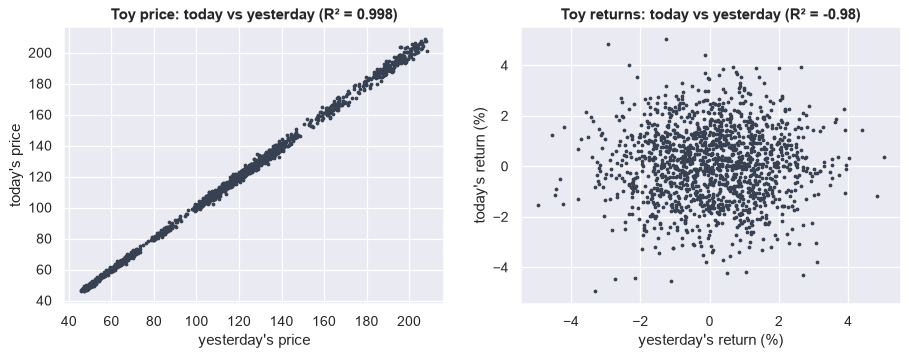 Toy price: today vs yesterday (R² = 0.998)
today's price
200
180
160
140
120
100
80
60
40
40 60 80 100 120 140 160 180 200
yesterday's price
Toy returns: today vs yesterday (R² = -0.98)
today's return (%)
4
2
0
−2
−4
−4 −2 0 2 4
yesterday's return (%)